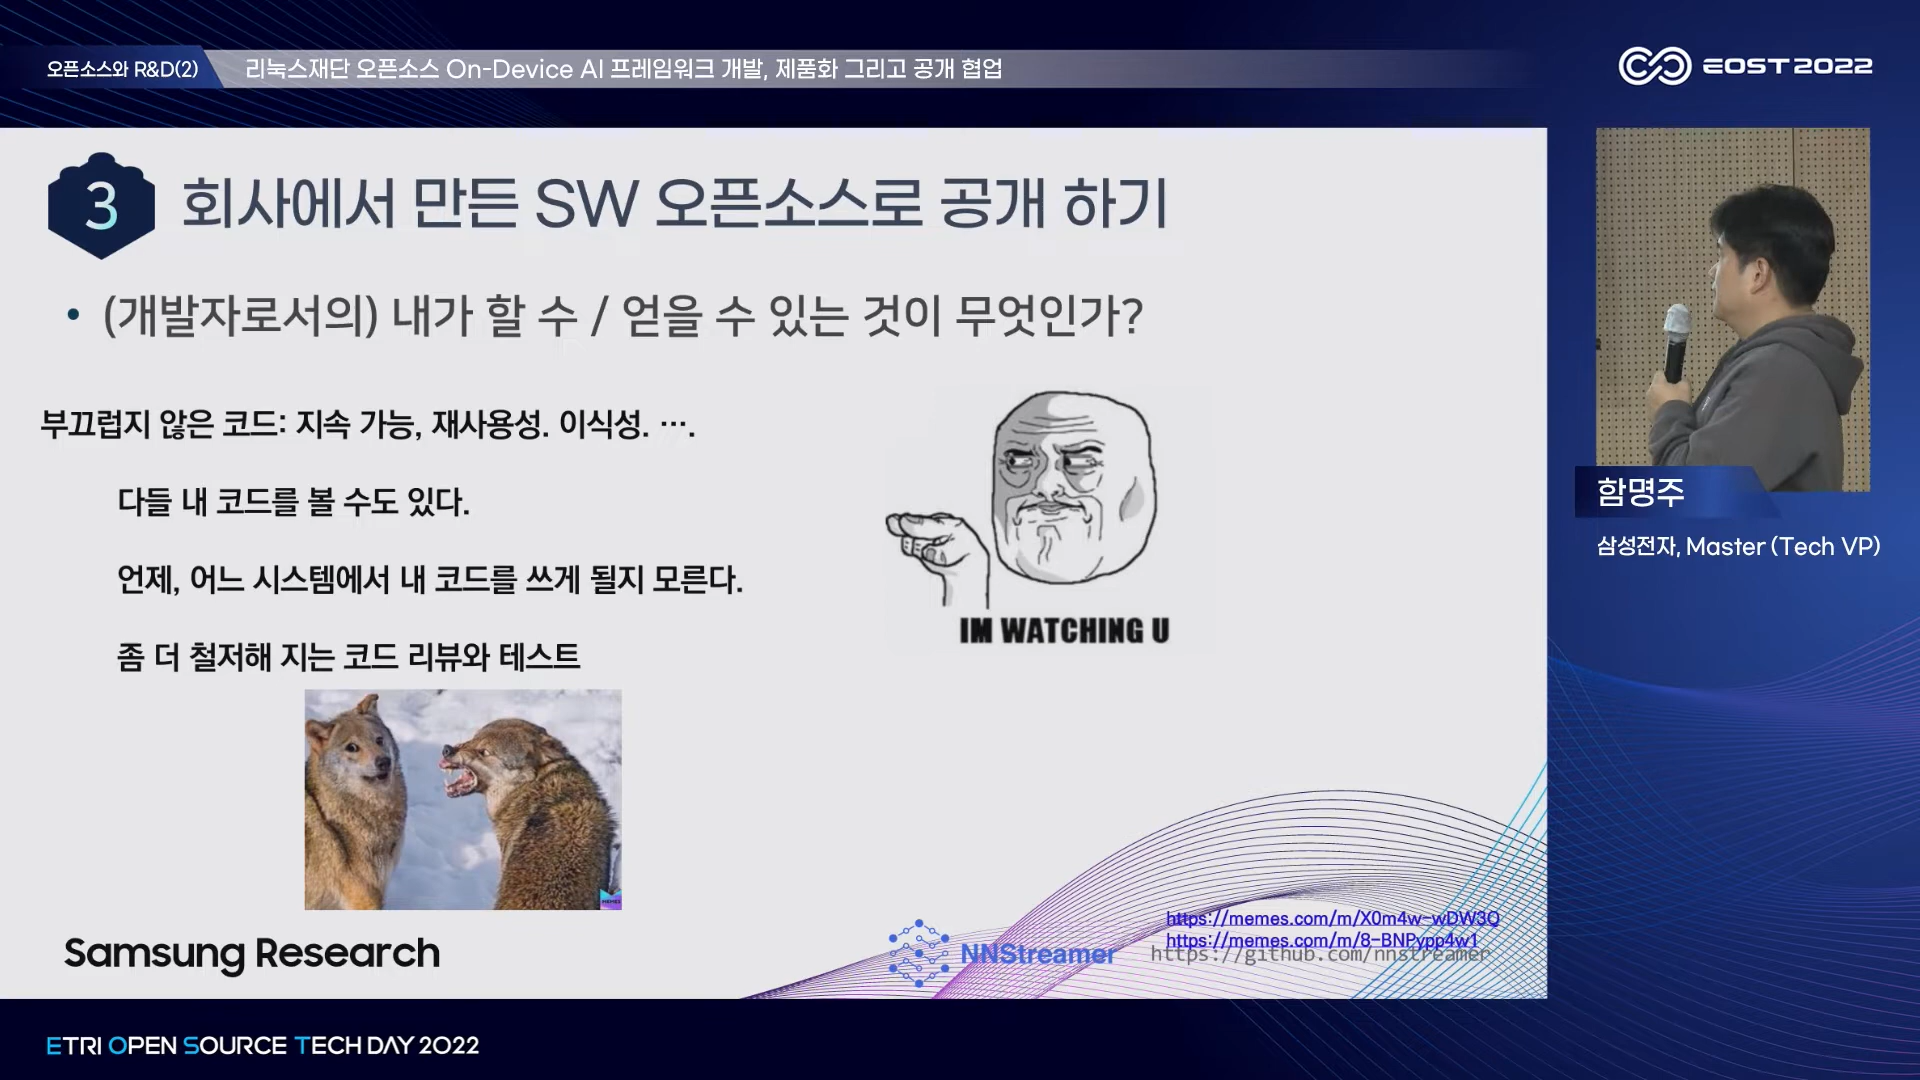 오픈소스와 R&D(2)
리눅스재단 오픈소스 On-Device AI 프레임워크 개발, 제품화 그리고 공개 협업
EOST 2022
3
회사에서 만든 SW 오픈소스로 공개 하기
• (개발자로서의) 내가 할 수 / 얻을 수 있는 것이 무엇인가?
부끄럽지 않은 코드: 지속 가능, 재사용성. 이식성. ….
다들 내 코드를 볼 수도 있다.
언제, 어느 시스템에서 내 코드를 쓰게 될지 모른다.
좀 더 철저해 지는 코드 리뷰와 테스트
IM WATCHING U
MEMES
함명주
삼성전자, Master (Tech VP)
Samsung Research
NNStreamer
https://memes.com/m/X0m4w-wDW3Q
https://memes.com/m/8-BNPypp4w1
https://github.com/nnstreamer
ETRI OPEN SOURCE TECH DAY 2022